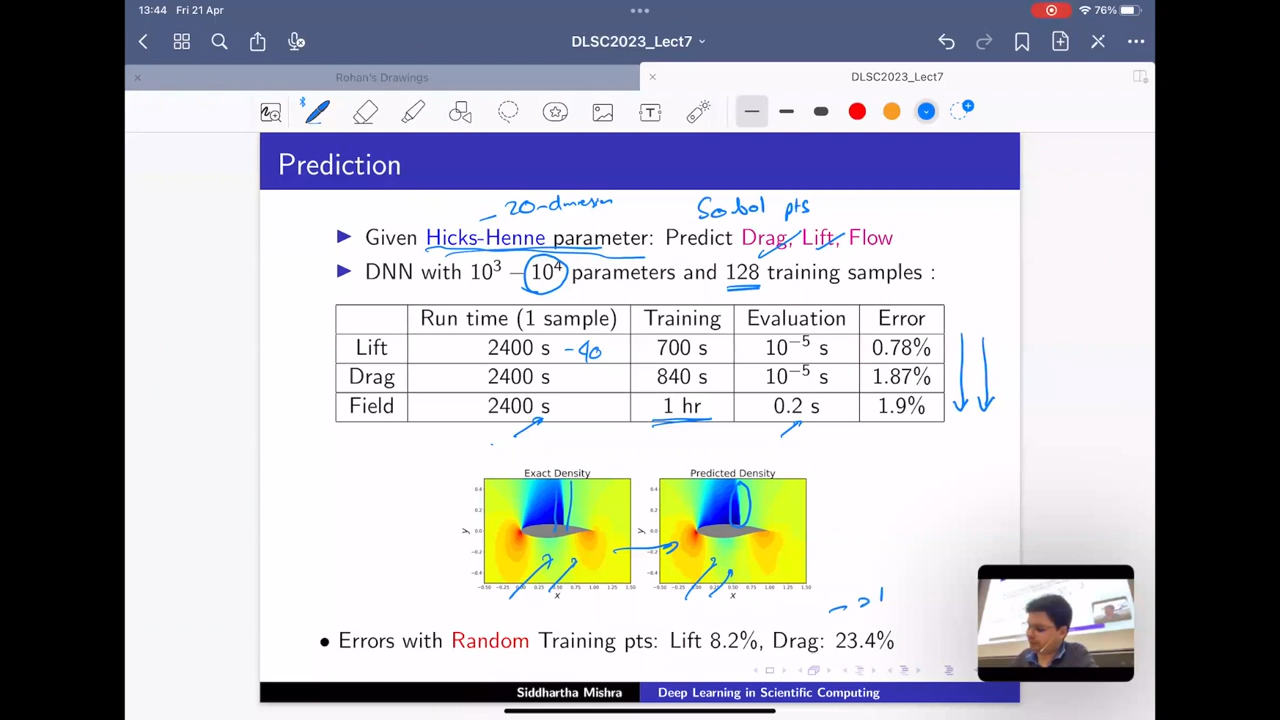 13:44 Fri 21 Apr
76%
DLSC2023_Lect7
Rohan's Drawings
DLSC2023_Lect7
Prediction
20-dimension
Sobol pts
Given Hicks-Henne parameter: Predict Drag, Lift, Flow
DNN with 10³ – 10⁴ parameters and 128 training samples :
Run time (1 sample) Training Evaluation Error
Lift 2400 s -40 700 s 10⁻⁵ s 0.78%
Drag 2400 s 840 s 10⁻⁵ s 1.87%
Field 2400 s 1 hr 0.2 s 1.9%
Exact Density
Predicted Density
y
x
y
x
• Errors with Random Training pts: Lift 8.2%, Drag: 23.4%
Siddhartha Mishra Deep Learning in Scientific Computing